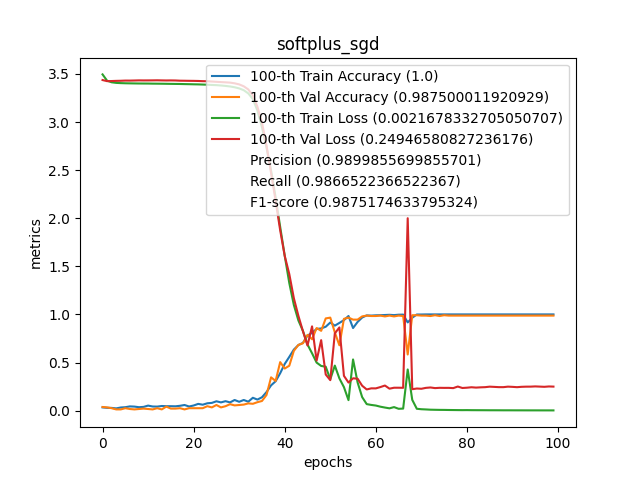 softplus_sgd
3.5
3.0
2.5
2.0
1.5
1.0
0.5
0.0
metrics
100-th Train Accuracy (1.0)
100-th Val Accuracy (0.987500011920929)
100-th Train Loss (0.0021678332705050707)
100-th Val Loss (0.24946580827236176)
Precision (0.9899855699855701)
Recall (0.9866522366522367)
F1-score (0.9875174633795324)
0 20 40 60 80 100
epochs